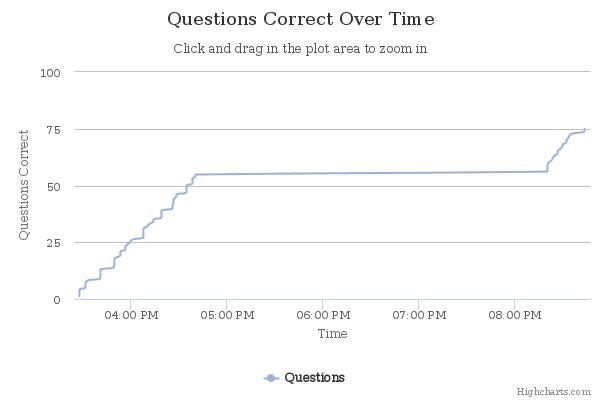 Questions Correct Over Time
Click and drag in the plot area to zoom in
Questions Correct
100
75
50
25
0
04:00 PM 05:00 PM 06:00 PM 07:00 PM 08:00 PM
Time
Questions
Highcharts.com